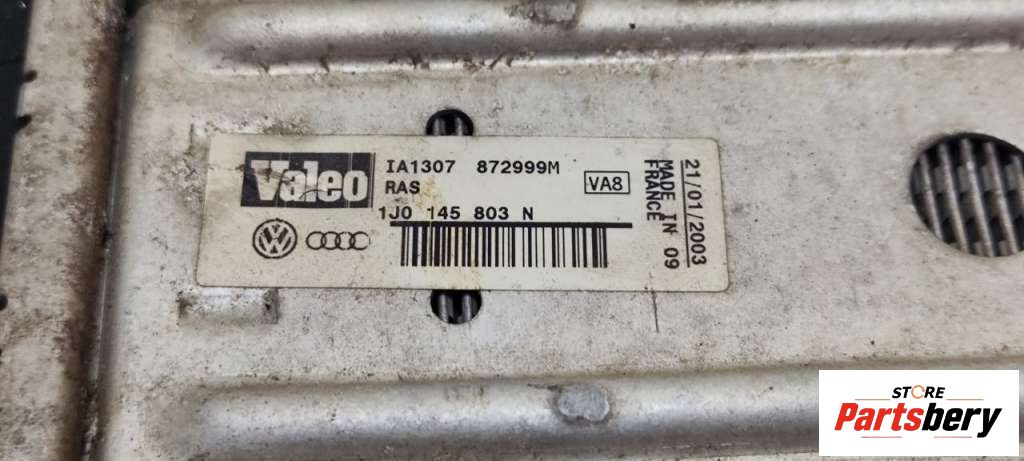 Valeo
IA1307 872999M
RAS
VA8
1J0 145 803 N
21/01/2003
MADE IN 09
FRANCE
STORE
Partsbery